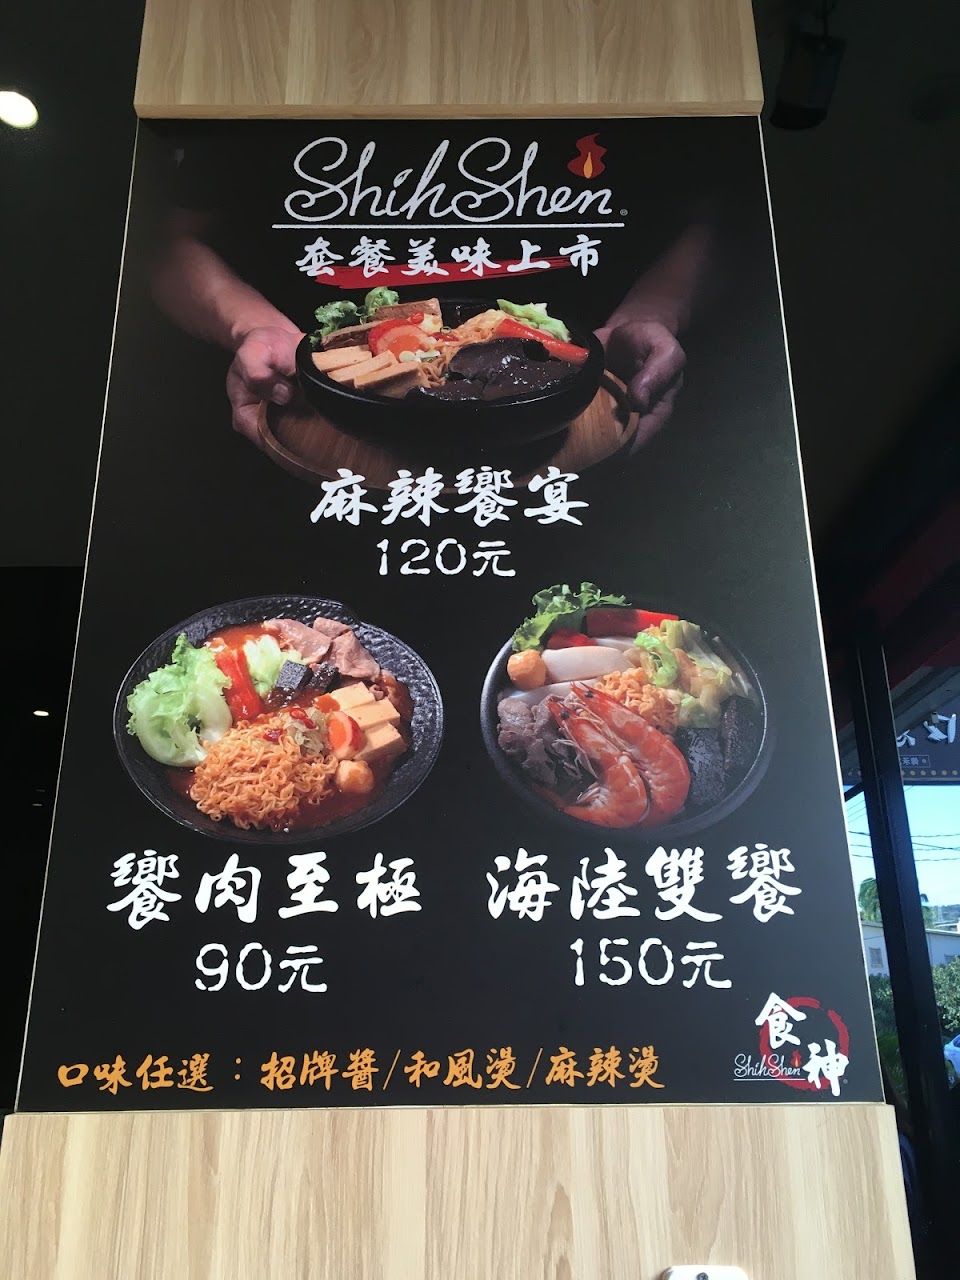 ShihShen®
套餐美味上市
麻辣饗宴
120元
饗肉至極
90元
海陸雙饗
150元
口味任選：招牌醬/和風燙/麻辣燙
食神
ShihShen